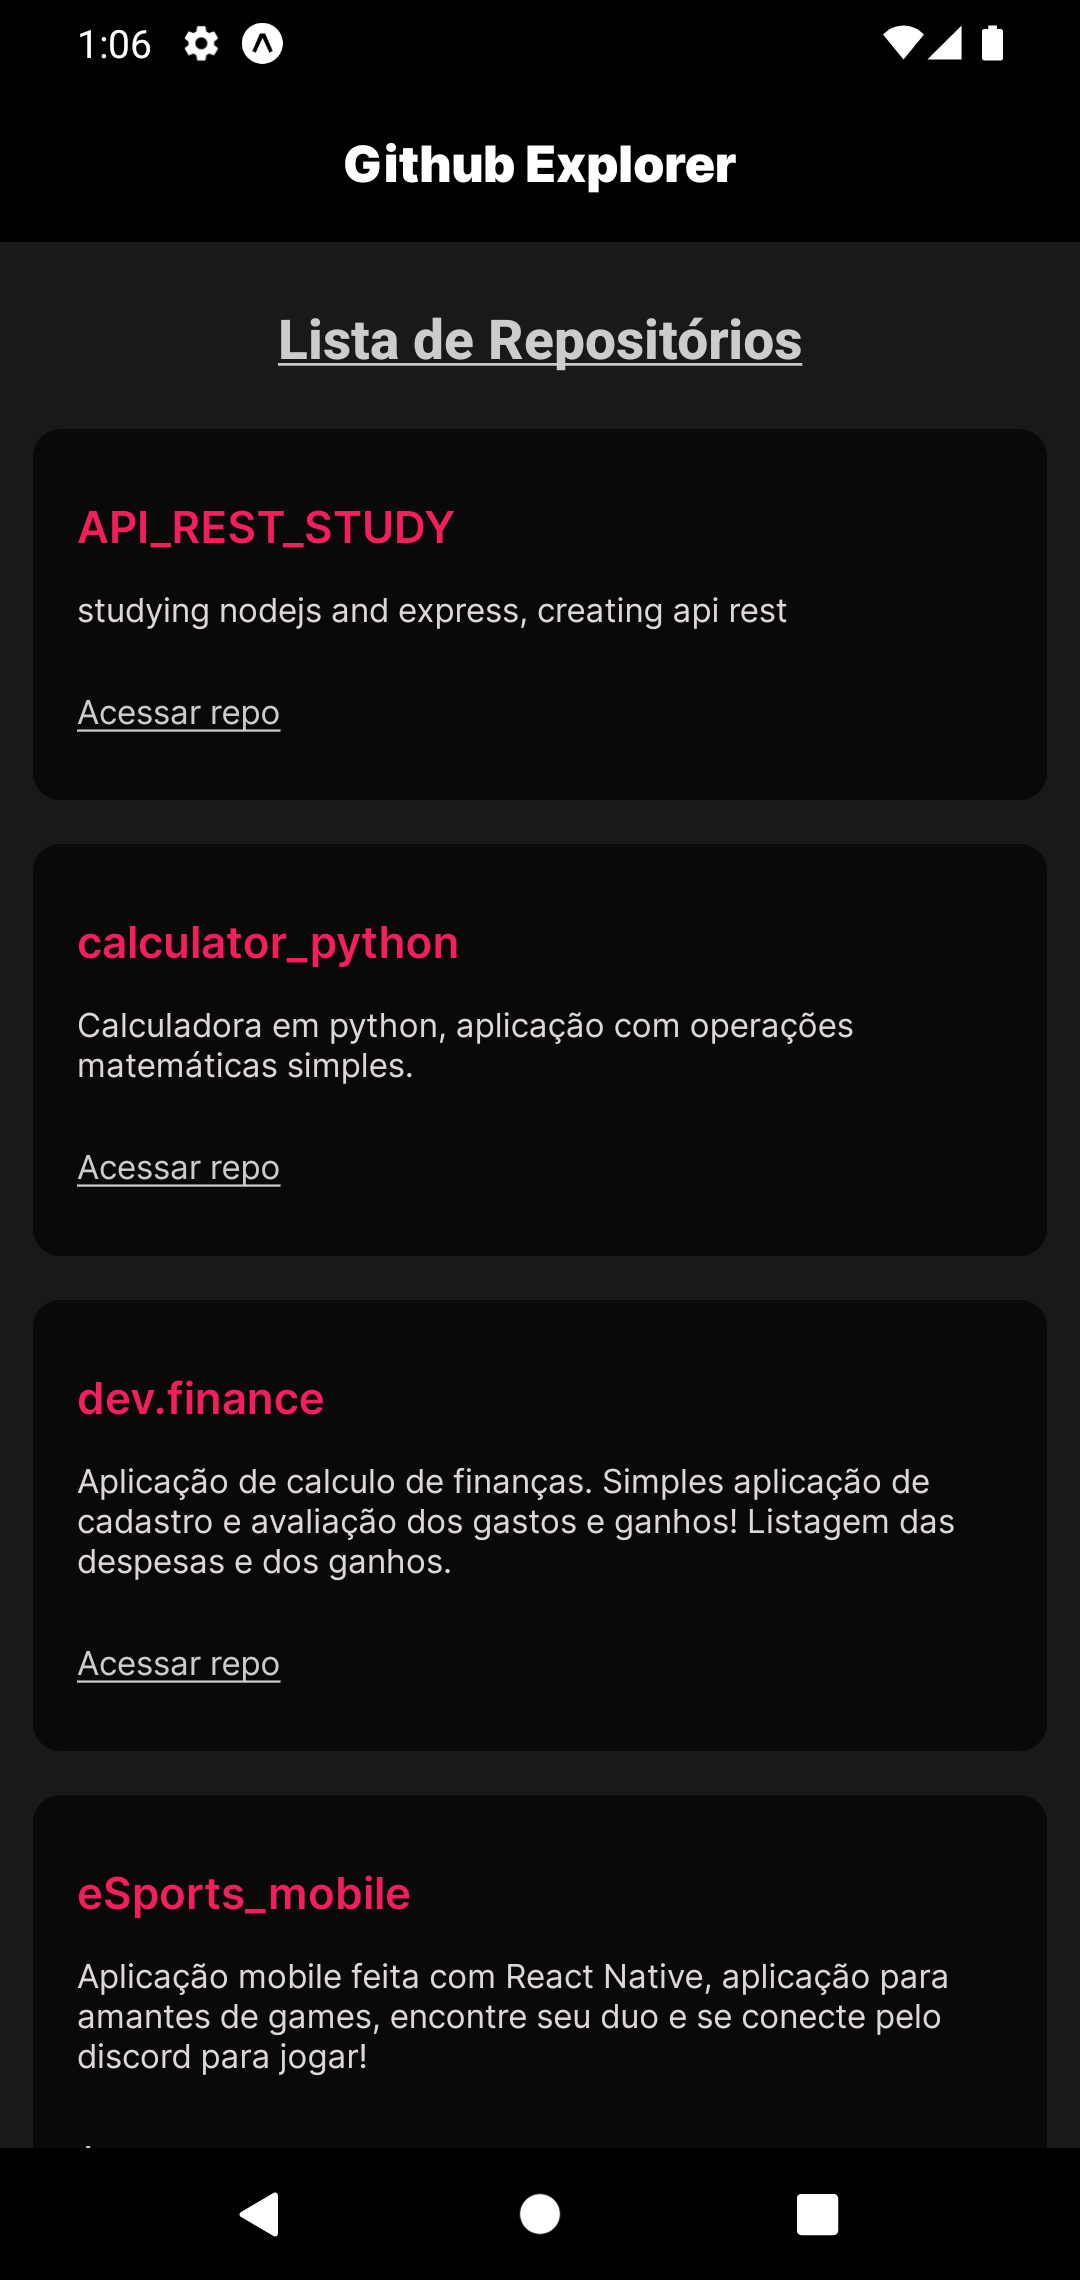 1:06
Github Explorer
Lista de Repositórios
API_REST_STUDY
studying nodejs and express, creating api rest
Acessar repo
calculator_python
Calculadora em python, aplicação com operações
matemáticas simples.
Acessar repo
dev.finance
Aplicação de calculo de finanças. Simples aplicação de
cadastro e avaliação dos gastos e ganhos! Listagem das
despesas e dos ganhos.
Acessar repo
eSports_mobile
Aplicação mobile feita com React Native, aplicação para
amantes de games, encontre seu duo e se conecte pelo
discord para jogar!